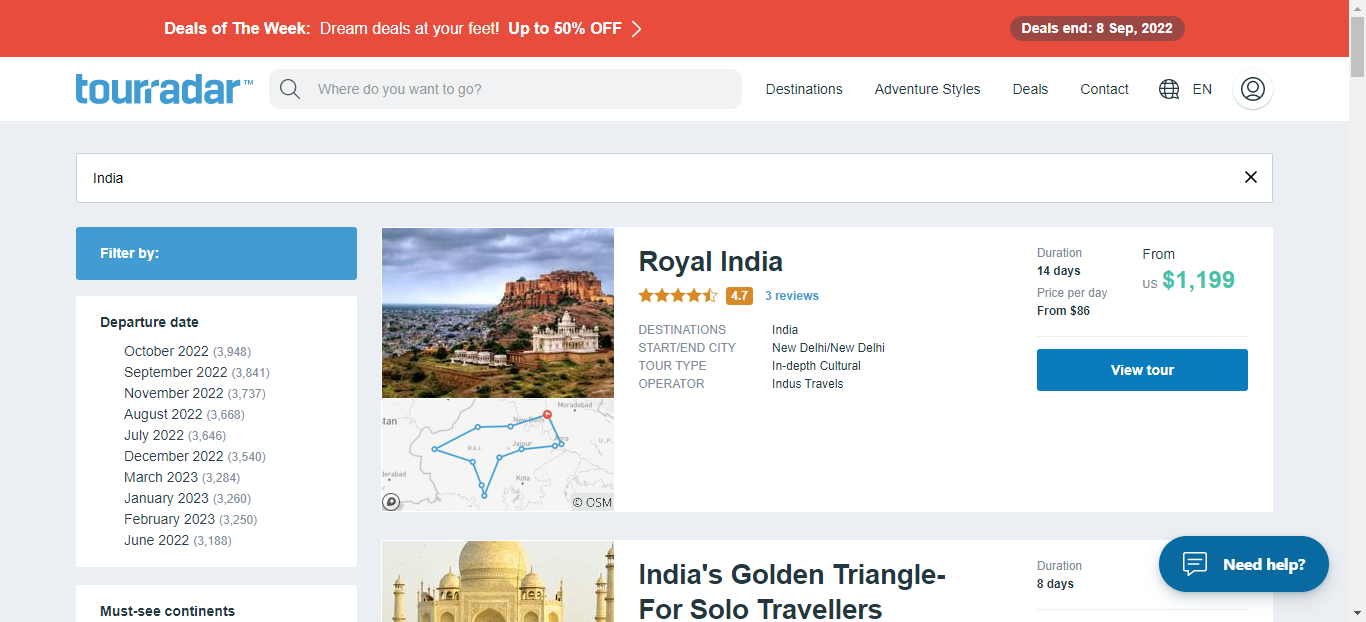 Deals of The Week: Dream deals at your feet! Up to 50% OFF
Deals end: 8 Sep, 2022
tourradar™
Where do you want to go?
Destinations
Adventure Styles
Deals
Contact
EN
India
Filter by:
Departure date
October 2022 (3,948)
September 2022 (3,841)
November 2022 (3,737)
August 2022 (3,668)
July 2022 (3,646)
December 2022 (3,540)
March 2023 (3,284)
January 2023 (3,260)
February 2023 (3,250)
June 2022 (3,188)
Must-see continents
Royal India
4.7 3 reviews
DESTINATIONS India
START/END CITY New Delhi/New Delhi
TOUR TYPE In-depth Cultural
OPERATOR Indus Travels
Duration
14 days
Price per day
From $86
From
US $1,199
View tour
Moradabad
stan
New Delhi
Agra
U.P.
Jaipur
RAJ.
derabad
Kota
© OSM
India's Golden Triangle-
For Solo Travellers
Duration
8 days
Need help?